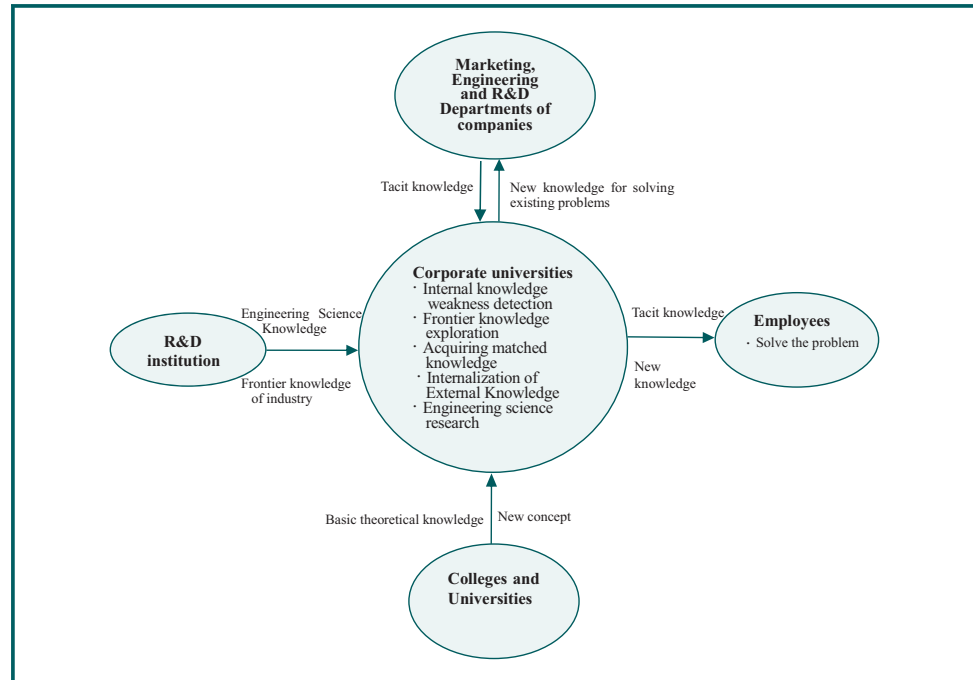 Marketing,
Engineering
and R&D
Departments of
companies
Tacit knowledge
New knowledge for solving
existing problems
Corporate universities
· Internal knowledge
weakness detection
· Frontier knowledge
exploration
· Acquiring matched
knowledge
· Internalization of
External Knowledge
· Engineering science
research
Engineering Science
Knowledge
R&D
institution
Frontier knowledge
of industry
Tacit knowledge
New
knowledge
Employees
· Solve the problem
Basic theoretical knowledge
New concept
Colleges and
Universities